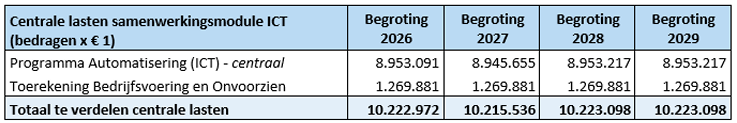 Centrale lasten samenwerkingsmodule ICT Begroting Begroting Begroting Begroting
(bedragen x € 1) 2026 2027 2028 2029
Programma Automatisering (ICT) - centraal 8.953.091 8.945.655 8.953.217 8.953.217
Toerekening Bedrijfsvoering en Onvoorzien 1.269.881 1.269.881 1.269.881 1.269.881
Totaal te verdelen centrale lasten 10.222.972 10.215.536 10.223.098 10.223.098